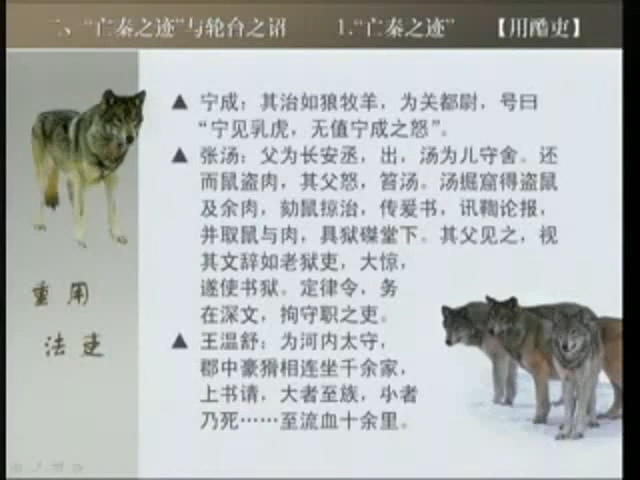 二、“亡秦之迹”与轮台之诏 1.“亡秦之迹” 【用酷吏】
▲ 宁成：其治如狼牧羊，为关都尉，号曰
“宁见乳虎，无值宁成之怒”。
▲ 张汤：父为长安丞，出，汤为儿守舍。还
而鼠盗肉，其父怒，笞汤。汤掘窟得盗鼠
及余肉，劾鼠掠治，传爰书，讯鞫论报，
并取鼠与肉，具狱磔堂下。其父见之，视
其文辞如老狱吏，大惊，
遂使书狱。定律令，务
在深文，拘守职之吏。
▲ 王温舒：为河内太守，
郡中豪猾相连坐千余家，
上书请，大者至族，小者
乃死……至流血十余里。
重用
法吏